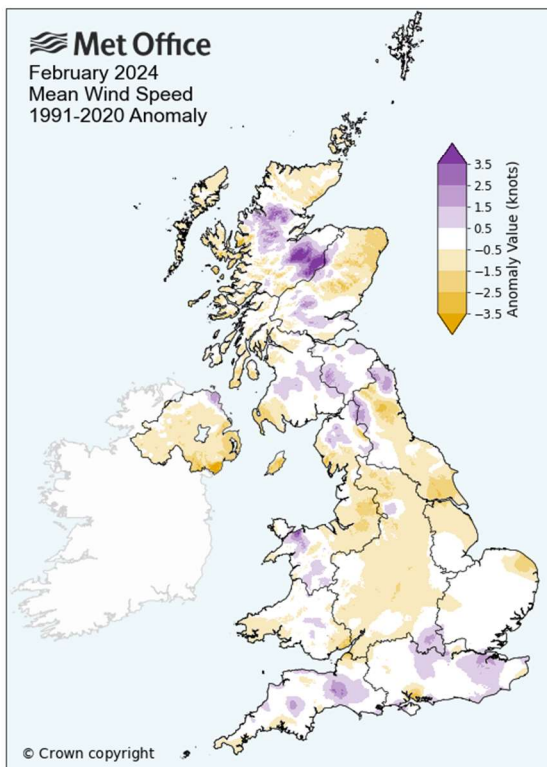 Met Office
February 2024
Mean Wind Speed
1991-2020 Anomaly
3.5
2.5
1.5
0.5
−0.5
−1.5
−2.5
−3.5
Anomaly Value (knots)
© Crown copyright